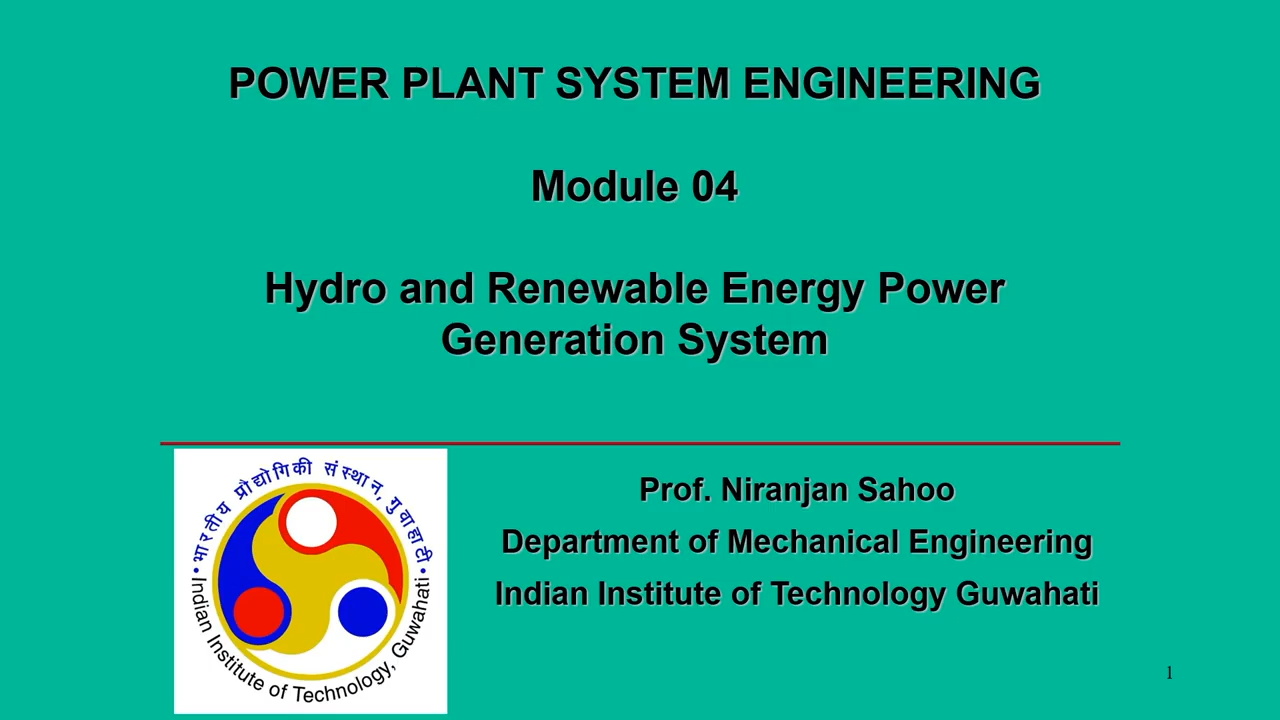 POWER PLANT SYSTEM ENGINEERING
Module 04
Hydro and Renewable Energy Power
Generation System
भारतीय प्रौद्योगिकी संस्थान, गुवाहाटी
Indian Institute of Technology, Guwahati
Prof. Niranjan Sahoo
Department of Mechanical Engineering
Indian Institute of Technology Guwahati
1